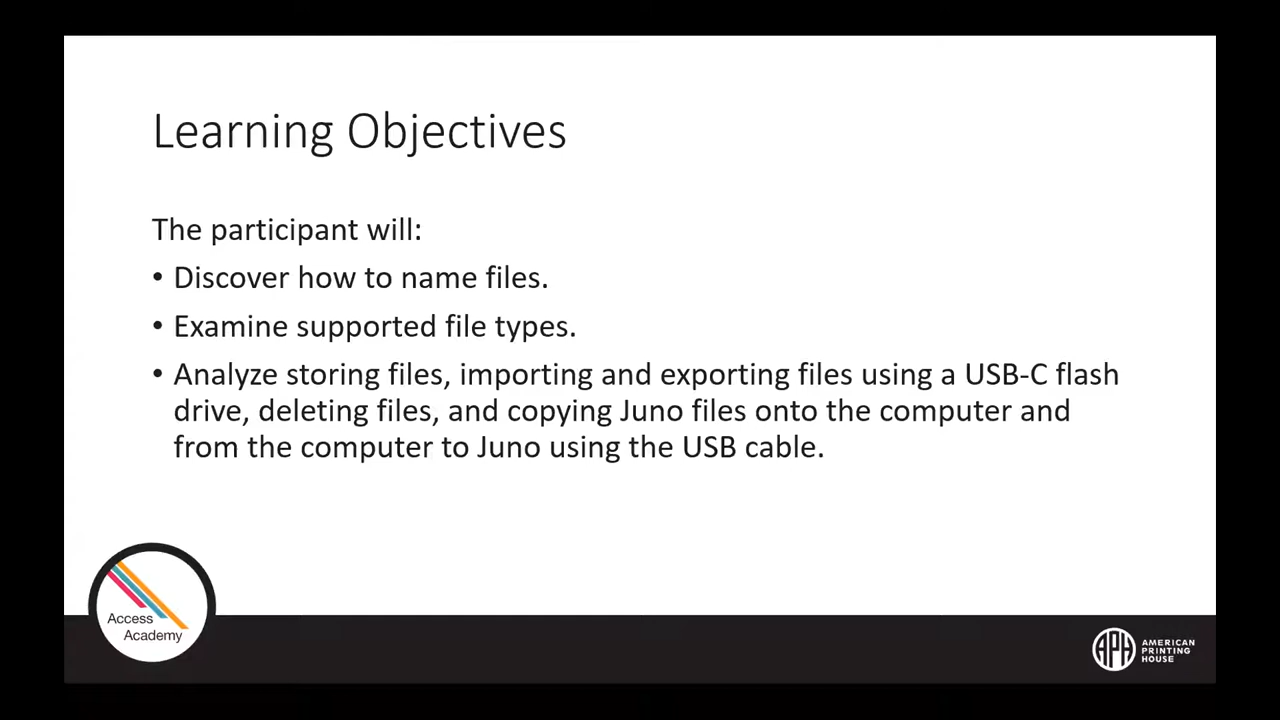 Learning Objectives
The participant will:
• Discover how to name files.
• Examine supported file types.
• Analyze storing files, importing and exporting files using a USB-C flash
drive, deleting files, and copying Juno files onto the computer and
from the computer to Juno using the USB cable.
Access
Academy
APH
AMERICAN
PRINTING
HOUSE